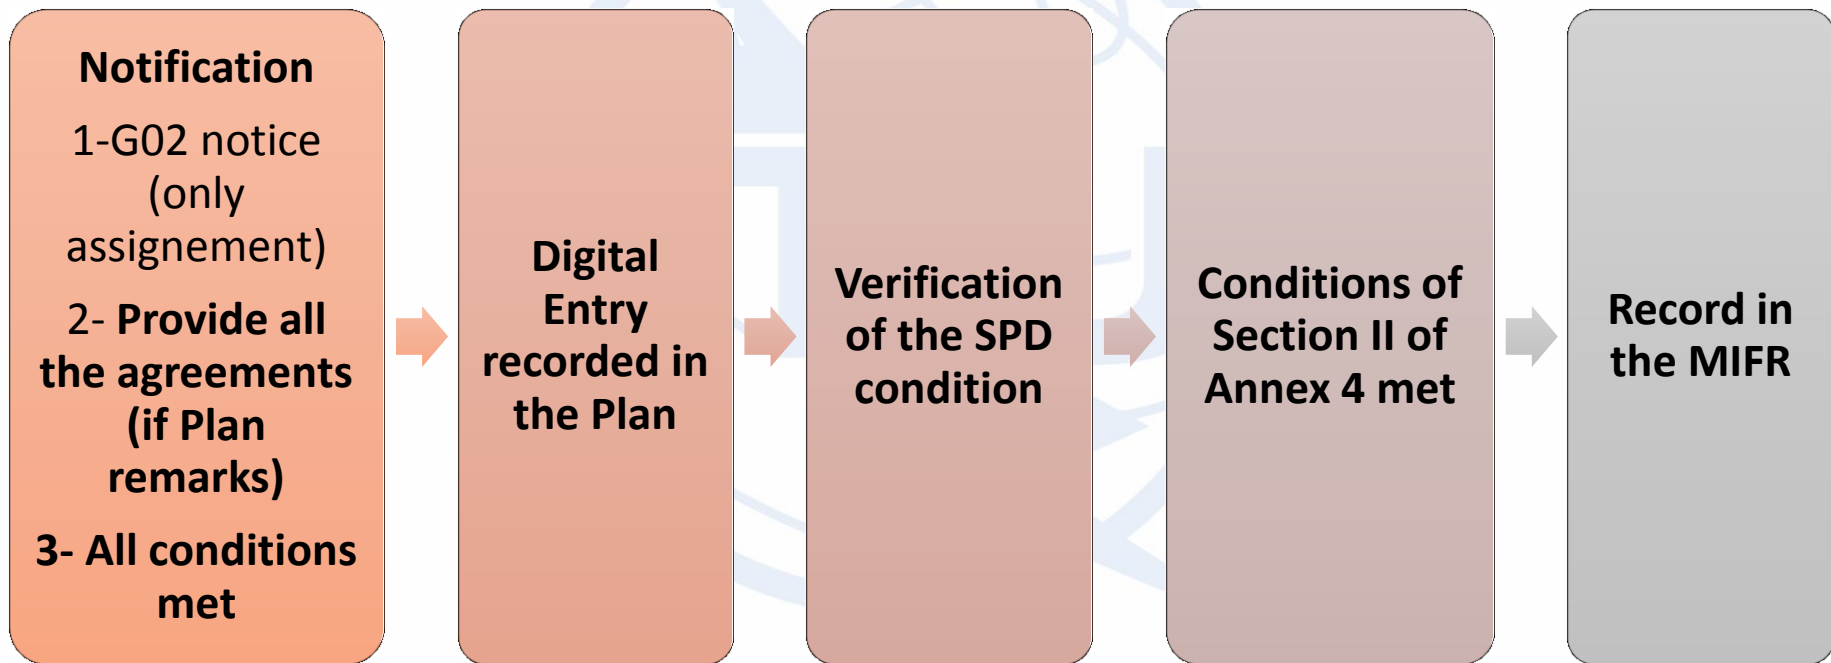 Notification
1-G02 notice
(only
assignement)
2- Provide all
the agreements
(if Plan
remarks)
3- All conditions
met
Digital
Entry
recorded in
the Plan
Verification
of the SPD
condition
Conditions of
Section II of
Annex 4 met
Record in
the MIFR